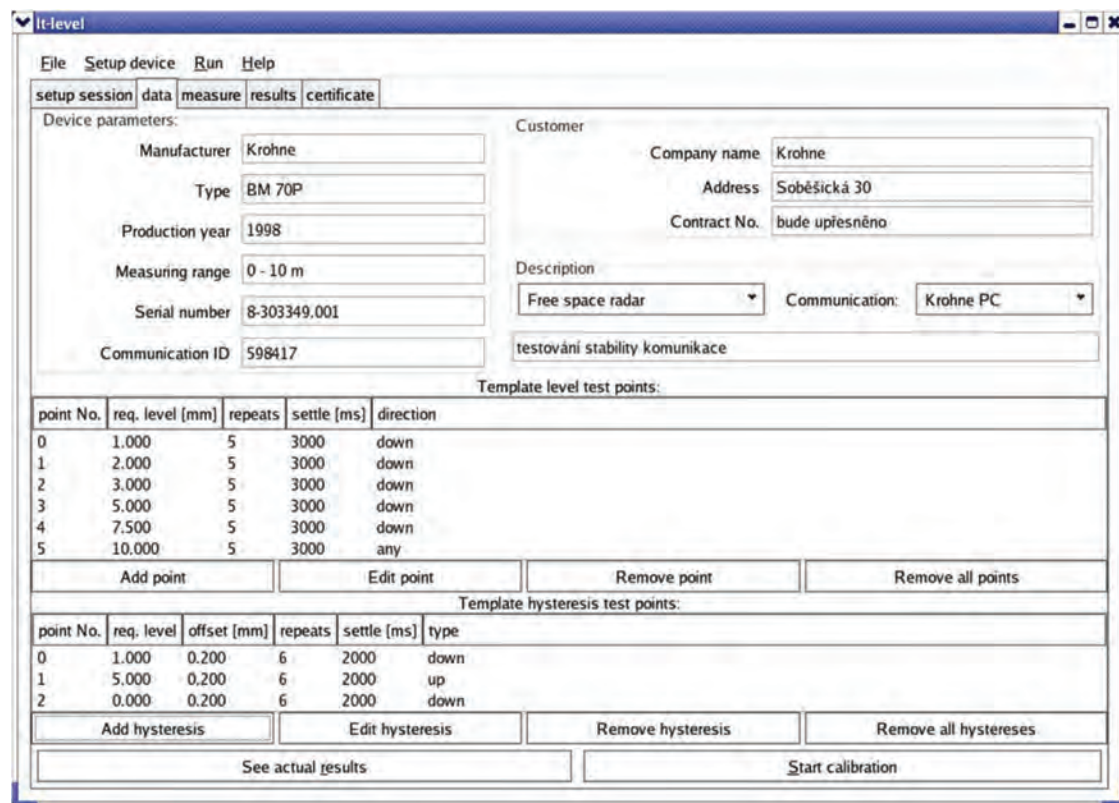 lt-level
File Setup device Run Help
setup session data measure results certificate
Device parameters:
Manufacturer Krohne
Type BM 70P
Production year 1998
Measuring range 0 - 10 m
Serial number 8-303349.001
Communication ID 598417
Customer
Company name Krohne
Address Soběšická 30
Contract No. bude upřesněno
Description
Free space radar Communication: Krohne PC
testování stability komunikace
Template level test points:
point No. req. level [mm] repeats settle [ms] direction
0 1.000 5 3000 down
1 2.000 5 3000 down
2 3.000 5 3000 down
3 5.000 5 3000 down
4 7.500 5 3000 down
5 10.000 5 3000 any
Add point Edit point Remove point Remove all points
Template hysteresis test points:
point No. req. level offset [mm] repeats settle [ms] type
0 1.000 0.200 6 2000 down
1 5.000 0.200 6 2000 up
2 0.000 0.200 6 2000 down
Add hysteresis Edit hysteresis Remove hysteresis Remove all hystereses
See actual results Start calibration